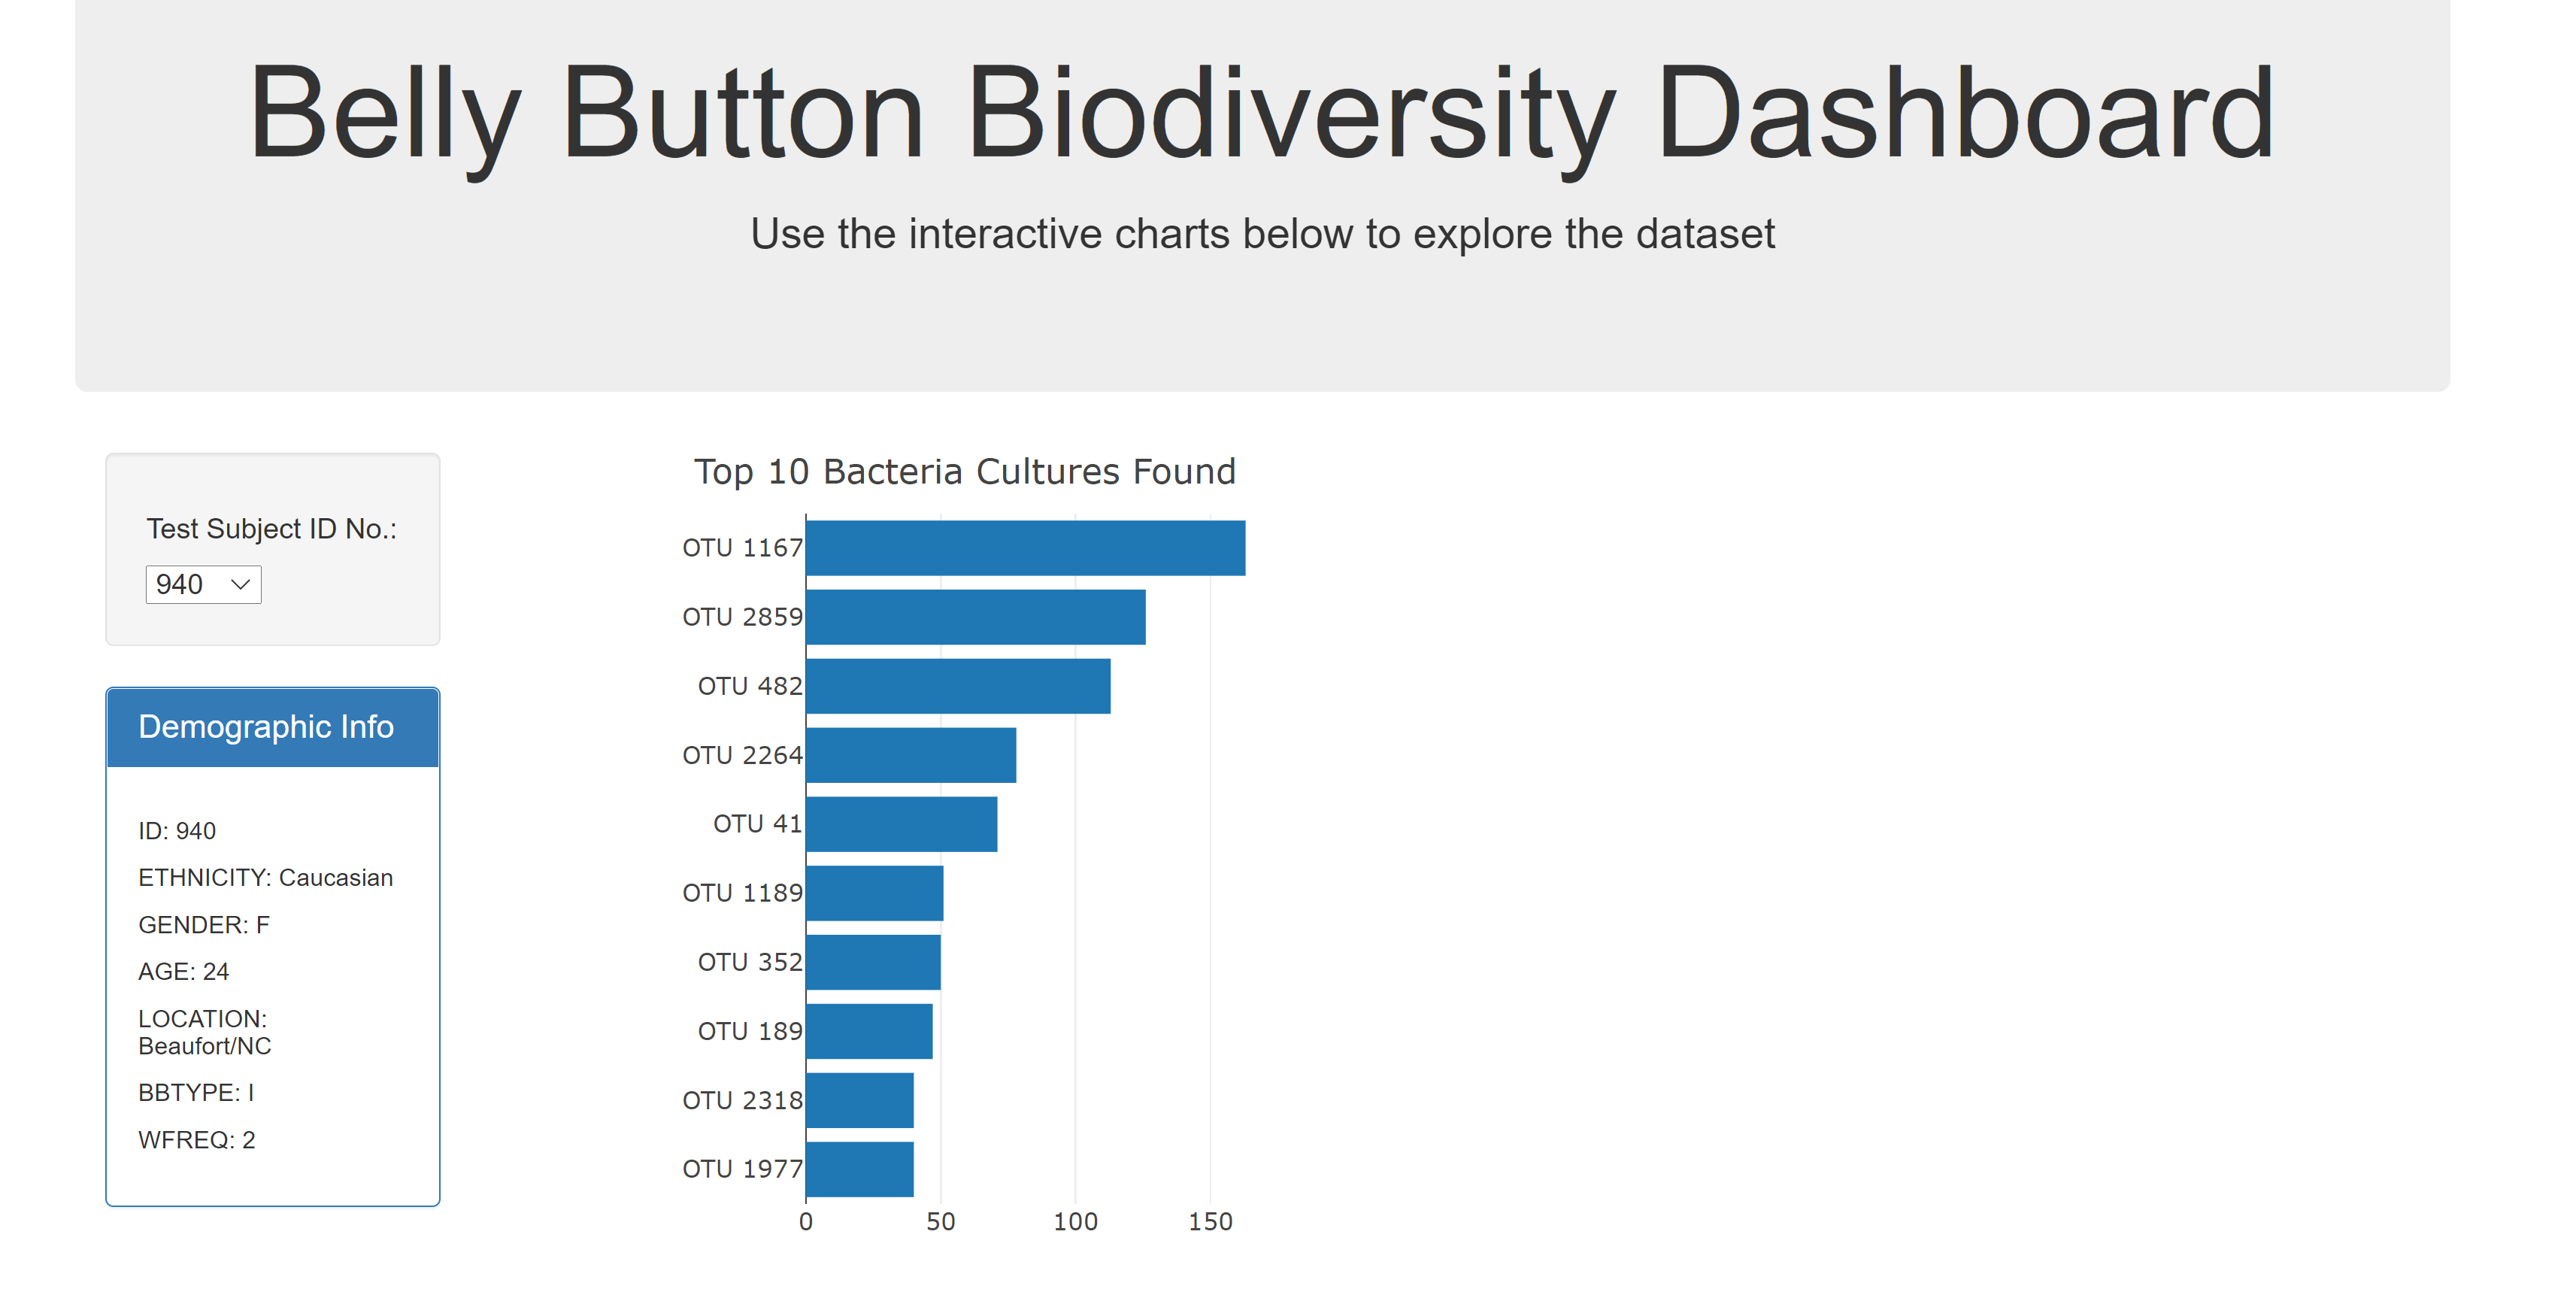 Belly Button Biodiversity Dashboard
Use the interactive charts below to explore the dataset
Test Subject ID No.:
940
Demographic Info
ID: 940
ETHNICITY: Caucasian
GENDER: F
AGE: 24
LOCATION:
Beaufort/NC
BBTYPE: I
WFREQ: 2
Top 10 Bacteria Cultures Found
OTU 1167
OTU 2859
OTU 482
OTU 2264
OTU 41
OTU 1189
OTU 352
OTU 189
OTU 2318
OTU 1977
0 50 100 150